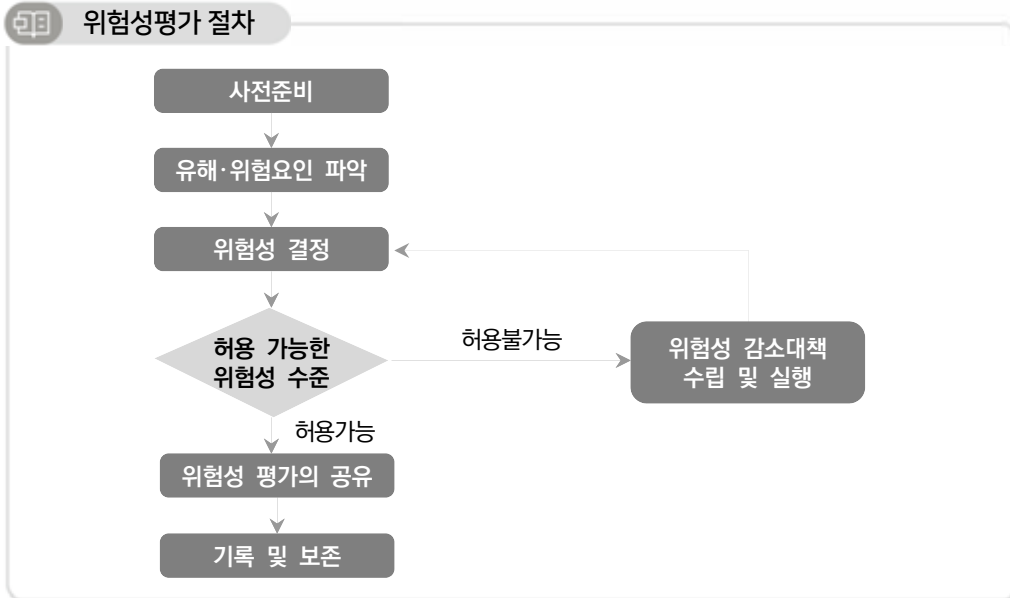 위험성평가 절차
사전준비
유해·위험요인 파악
위험성 결정
허용 가능한
위험성 수준
허용불가능
위험성 감소대책
수립 및 실행
허용가능
위험성 평가의 공유
기록 및 보존